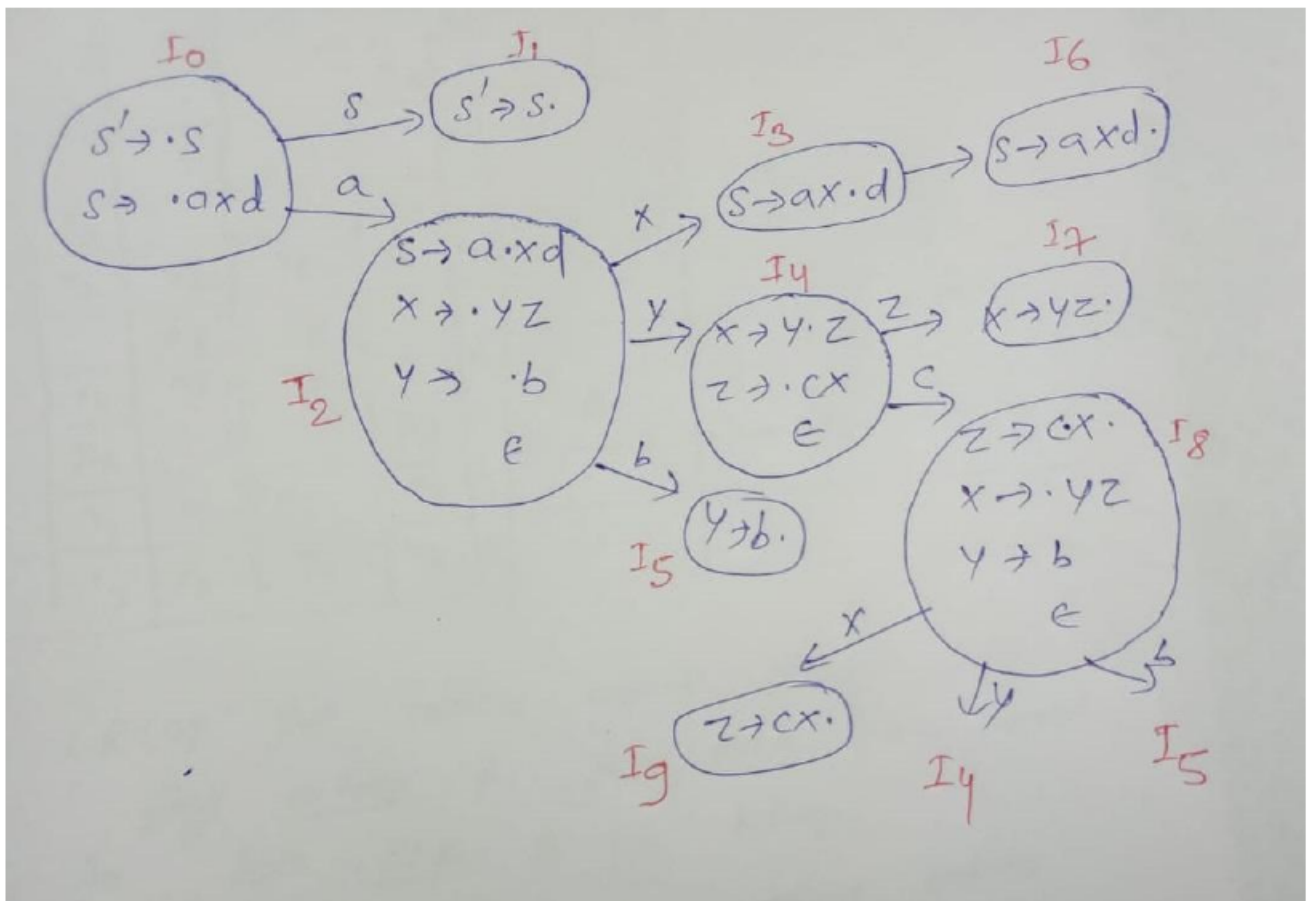 I0
S' → ·S
S → ·aXd
S
a
I1
S' → S·
I2
S → a·Xd
X → ·YZ
Y → ·b
ϵ
X
Y
b
I3
S → aX·d
I6
S → aXd·
I4
X → Y·Z
Z → ·cX
ϵ
Z
c
I7
X → YZ·
I5
Y → b·
I8
Z → c·X·
X → ·YZ
Y → b
ϵ
X
Y
b
I9
Z → cX·
I4
I5